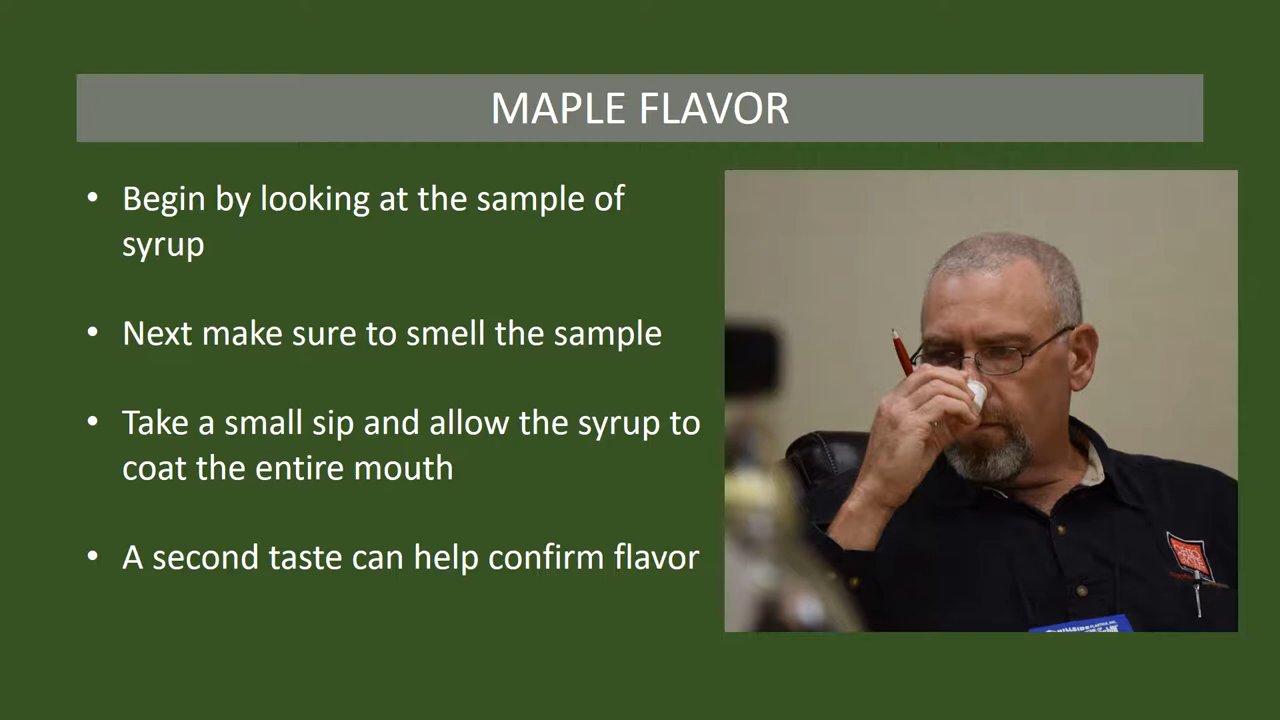 MAPLE FLAVOR
• Begin by looking at the sample of
syrup
• Next make sure to smell the sample
• Take a small sip and allow the syrup to
coat the entire mouth
• A second taste can help confirm flavor